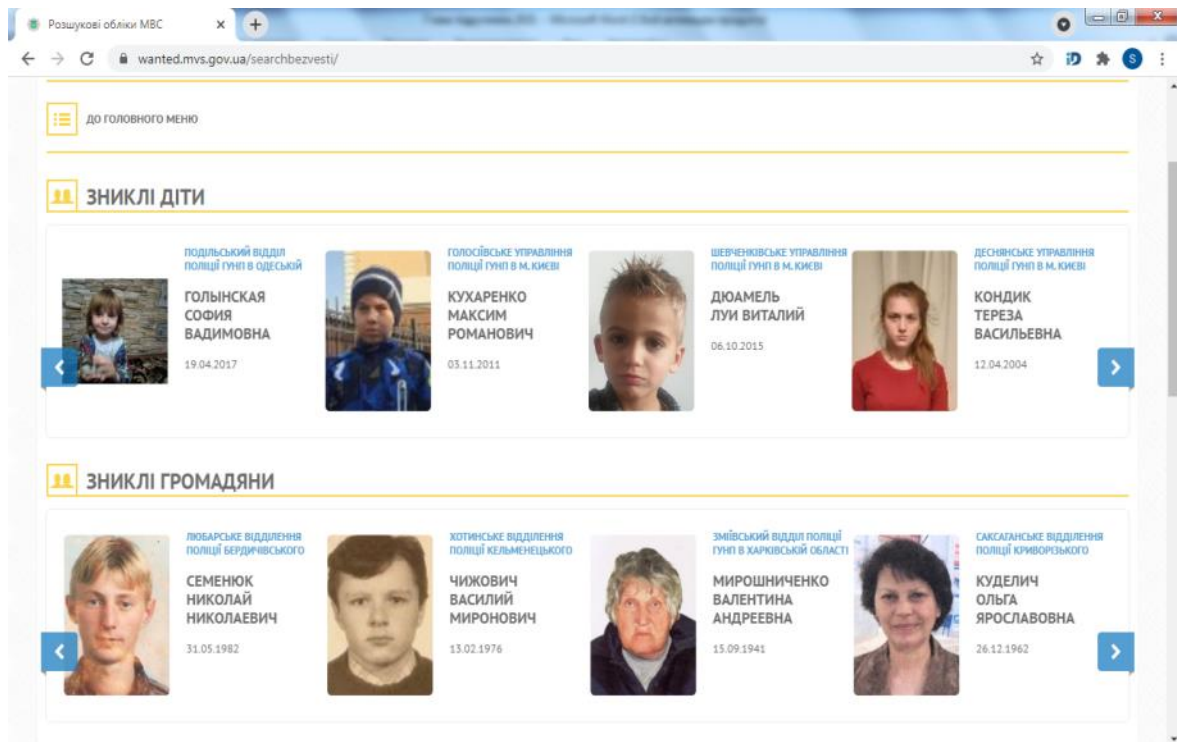 Розшукові обліки МВС
wanted.mvs.gov.ua/searchbezvesti/
S
ДО ГОЛОВНОГО МЕНЮ
ЗНИКЛІ ДІТИ
ПОДІЛЬСЬКИЙ ВІДДІЛ
ПОЛІЦІЇ ГУНП В ОДЕСЬКІЙ
ГОЛЫНСКАЯ
СОФИЯ
ВАДИМОВНА
19.04.2017
ГОЛОСІЇВСЬКЕ УПРАВЛІННЯ
ПОЛІЦІЇ ГУНП В М. КИЄВІ
КУХАРЕНКО
МАКСИМ
РОМАНОВИЧ
03.11.2011
ШЕВЧЕНКІВСЬКЕ УПРАВЛІННЯ
ПОЛІЦІЇ ГУНП В М. КИЄВІ
ДЮАМЕЛЬ
ЛУИ ВИТАЛИЙ
06.10.2015
ДЕСНЯНСЬКЕ УПРАВЛІННЯ
ПОЛІЦІЇ ГУНП В М. КИЄВІ
КОНДИК
ТЕРЕЗА
ВАСИЛЬЕВНА
12.04.2004
ЗНИКЛІ ГРОМАДЯНИ
ЛЮБАРСЬКЕ ВІДДІЛЕННЯ
ПОЛІЦІЇ БЕРДИЧІВСЬКОГО
СЕМЕНЮК
НИКОЛАЙ
НИКОЛАЕВИЧ
31.05.1982
ХОТИНСЬКЕ ВІДДІЛЕННЯ
ПОЛІЦІЇ КЕЛЬМЕНЕЦЬКОГО
ЧИЖОВИЧ
ВАСИЛИЙ
МИРОНОВИЧ
13.02.1976
ЗМІЇВСЬКИЙ ВІДДІЛ ПОЛІЦІЇ
ГУНП В ХАРКІВСЬКІЙ ОБЛАСТІ
МИРОШНИЧЕНКО
ВАЛЕНТИНА
АНДРЕЕВНА
15.09.1941
САКСАГАНСЬКЕ ВІДДІЛЕННЯ
ПОЛІЦІЇ КРИВОРІЗЬКОГО
КУДЕЛИЧ
ОЛЬГА
ЯРОСЛАВОВНА
26.12.1962